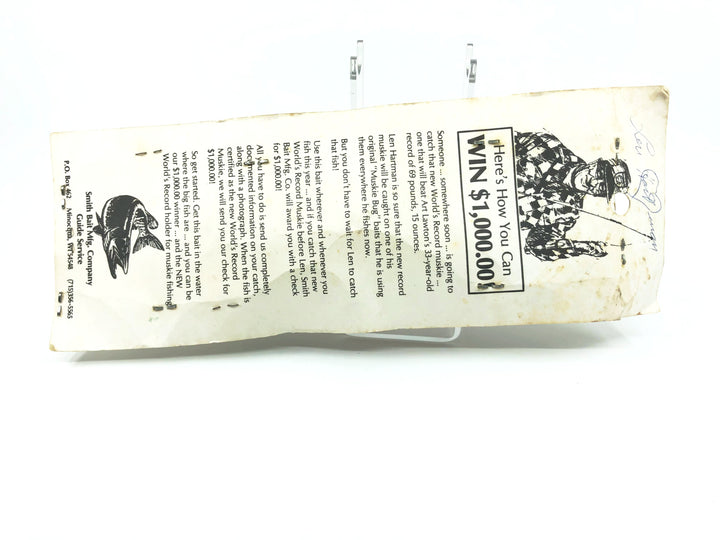 Here's How You Can
WIN $1,000.00!
Someone ... somewhere soon ... is going to
catch that new World's Record muskie ...
one that will beat Art Lawton's 33-year-old
record of 69 pounds, 15 ounces.
Len Hartman is so sure that the new record
muskie will be caught on one of his
original "Muskie Bug" baits that he is using
them everywhere he fishes now.
But you don't have to wait for Len to catch
that fish!
Use this bait wherever and whenever you
fish this year ... and if you catch that new
World's Record Muskie before Len, Smith
Bait Mfg. Co. will award you with a check
for $1,000.00!
All you have to do is send us completely
documented information on your catch,
along with a photograph. When the fish is
certified as the new World's Record
Muskie, we will send you our check for
$1,000.00!
So get started. Get this bait in the water
where the big fish are ... and you can be
our $1,000.00 winner ... and the NEW
World's Record holder for muskie fishing!
Smith Bait Mfg. Company
Guide Service
P.O. Box 462 Minocqua, WI 54548 (715)356-5565